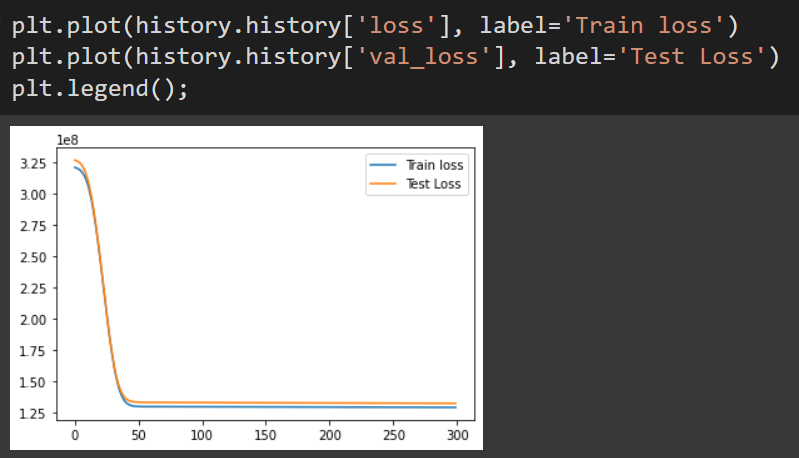 plt.plot(history.history['loss'], label='Train loss')
plt.plot(history.history['val_loss'], label='Test Loss')
plt.legend();
1e8
Train loss
Test Loss
3.25
3.00
2.75
2.50
2.25
2.00
1.75
1.50
1.25
0 50 100 150 200 250 300